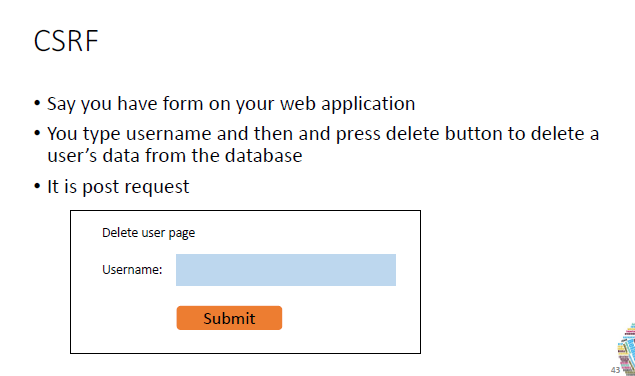 CSRF
• Say you have form on your web application
• You type username and then and press delete button to delete a
user's data from the database
• It is post request
Delete user page
Username:
Submit
43